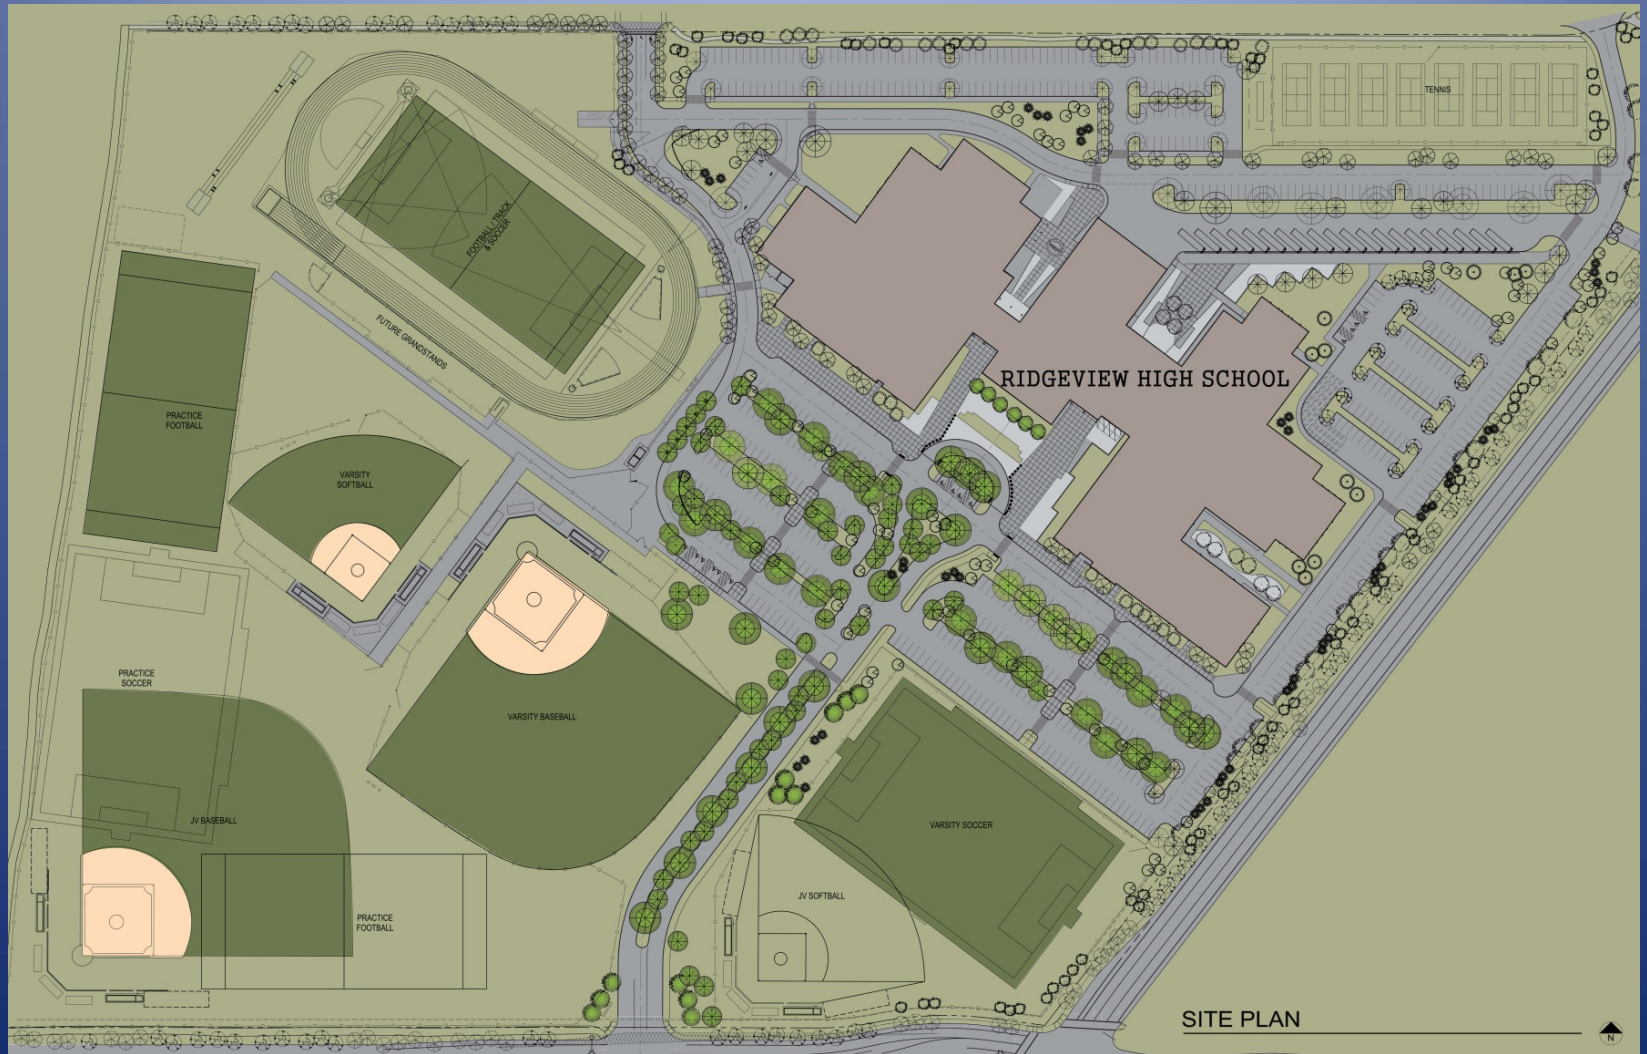 TENNIS
FOOTBALL / TRACK
& SOCCER
FUTURE GRANDSTANDS
RIDGEVIEW HIGH SCHOOL
PRACTICE
FOOTBALL
VARSITY
SOFTBALL
PRACTICE
SOCCER
VARSITY BASEBALL
JV BASEBALL
VARSITY SOCCER
JV SOFTBALL
PRACTICE
FOOTBALL
SITE PLAN
N